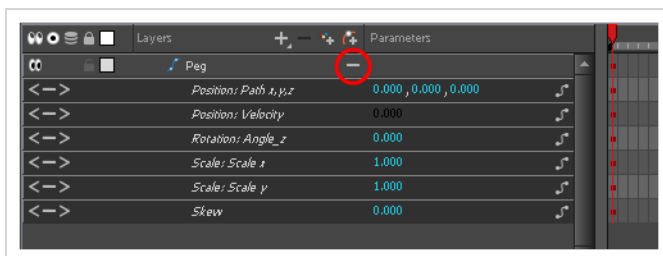 Layers Parameters
Peg
Position: Path x,y,z 0.000 , 0.000 , 0.000
Position: Velocity 0.000
Rotation: Angle_z 0.000
Scale: Scale x 1.000
Scale: Scale y 1.000
Skew 0.000